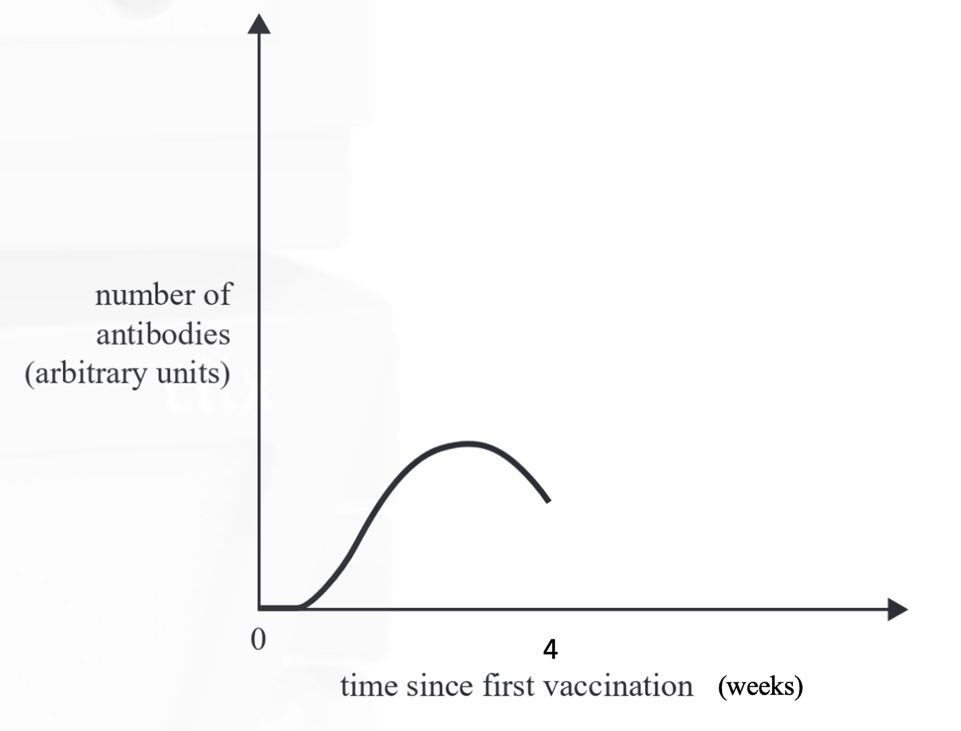 number of
antibodies
(arbitrary units)
0
4
time since first vaccination (weeks)